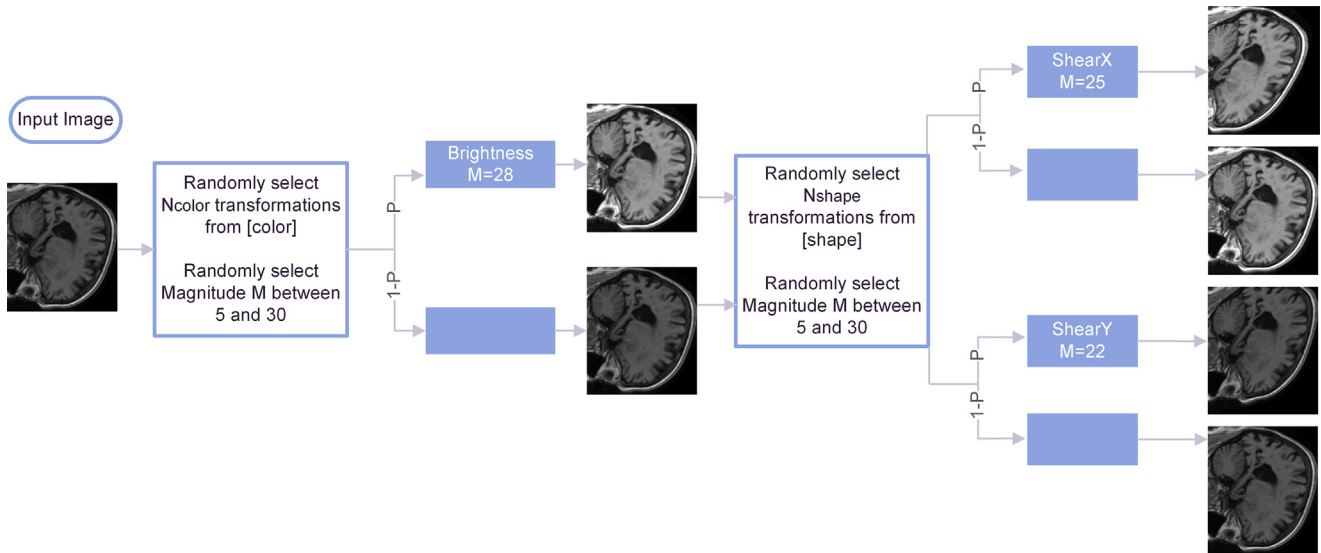 Input Image
Randomly select
Ncolor transformations
from [color]
Randomly select
Magnitude M between
5 and 30
P
1-P
Brightness
M=28
Randomly select
Nshape
transformations from
[shape]
Randomly select
Magnitude M between
5 and 30
P
1-P
ShearX
M=25
P
1-P
ShearY
M=22